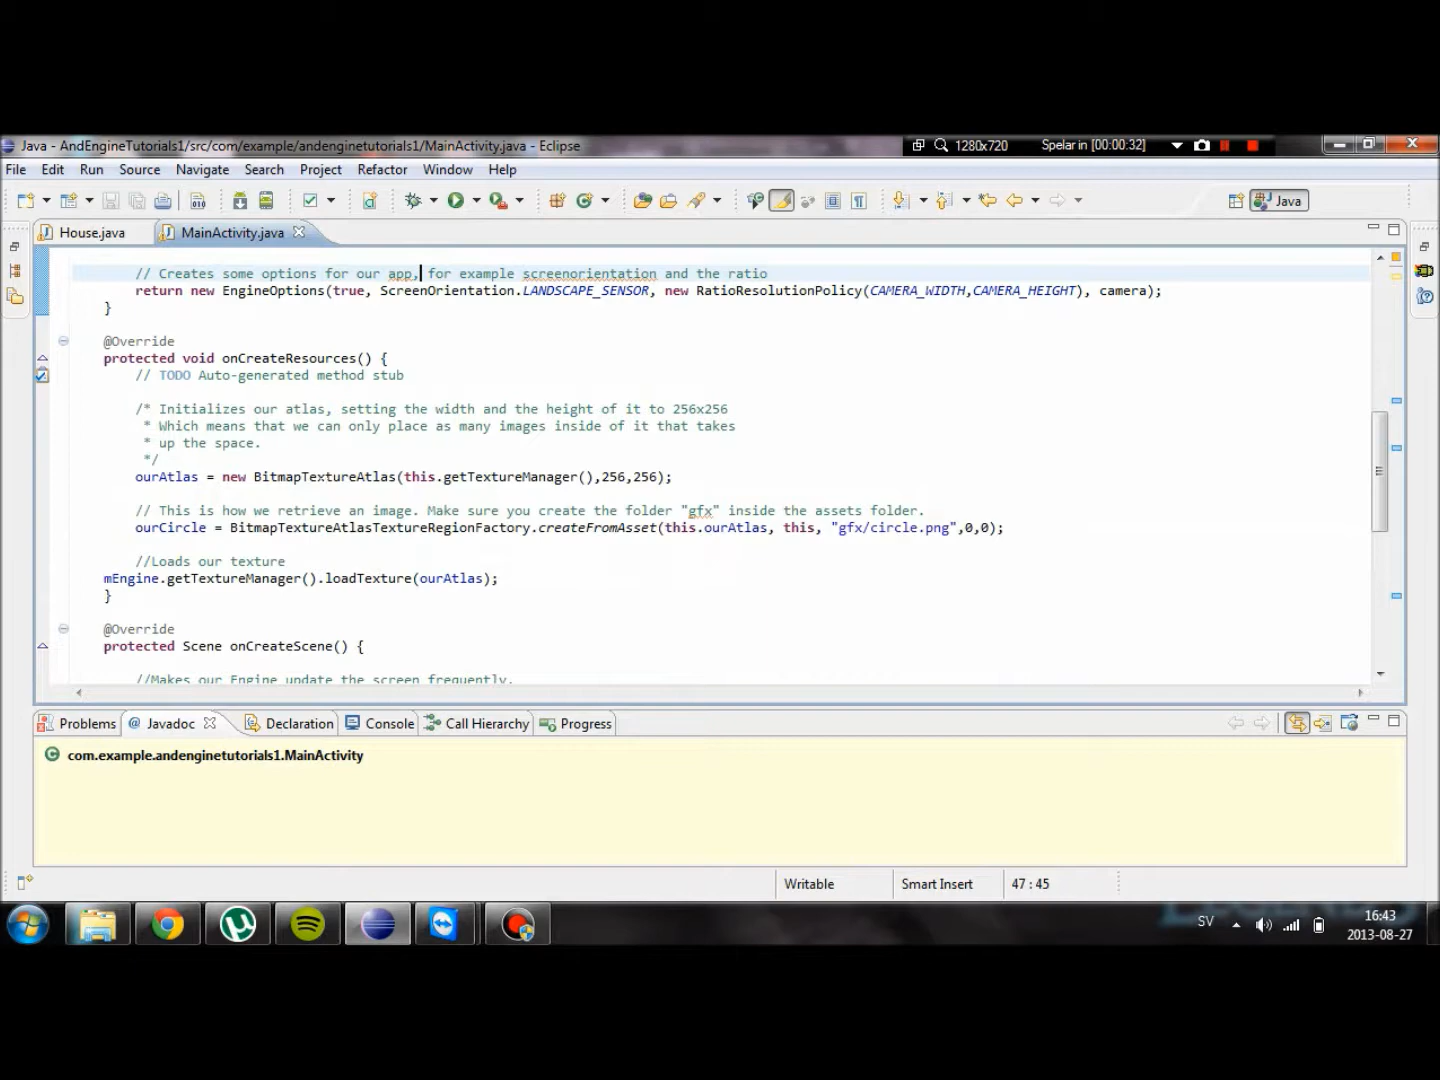 Java - AndEngineTutorials1/src/com/example/andenginetutorials1/MainActivity.java - Eclipse
1280x720
Spelar in [00:00:32]
File Edit Run Source Navigate Search Project Refactor Window Help
Java
House.java
MainActivity.java
// Creates some options for our app, for example screenorientation and the ratio
return new EngineOptions(true, ScreenOrientation.LANDSCAPE_SENSOR, new RatioResolutionPolicy(CAMERA_WIDTH,CAMERA_HEIGHT), camera);
}
@Override
protected void onCreateResources() {
// TODO Auto-generated method stub
/* Initializes our atlas, setting the width and the height of it to 256x256
* Which means that we can only place as many images inside of it that takes
* up the space.
*/
ourAtlas = new BitmapTextureAtlas(this.getTextureManager(),256,256);
// This is how we retrieve an image. Make sure you create the folder "gfx" inside the assets folder.
ourCircle = BitmapTextureAtlasTextureRegionFactory.createFromAsset(this.ourAtlas, this, "gfx/circle.png",0,0);
//Loads our texture
mEngine.getTextureManager().loadTexture(ourAtlas);
}
@Override
protected Scene onCreateScene() {
//Makes our Engine update the screen frequently.
Problems
@ Javadoc
Declaration
Console
Call Hierarchy
Progress
com.example.andenginetutorials1.MainActivity
Writable
Smart Insert
47 : 45
SV
16:43
2013-08-27